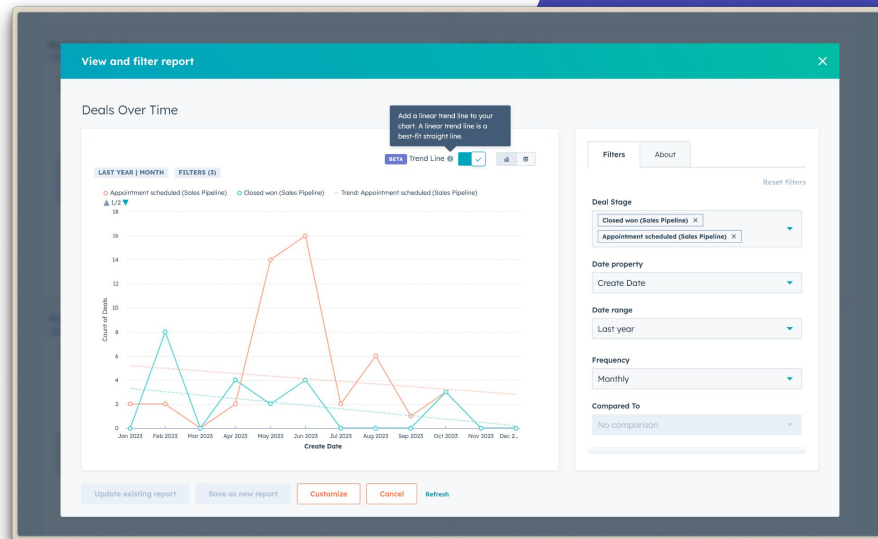 View and filter report
Deals Over Time
Add a linear trend line to your
chart. A linear trend line is a
best-fit straight line.
BETA Trend Line
LAST YEAR | MONTH FILTERS (3)
Appointment scheduled (Sales Pipeline) Closed won (Sales Pipeline) Trend: Appointment scheduled (Sales Pipeline)
1/2
18
16
14
12
10
8
6
4
2
0
Count of Deals
Jan 2023 Feb 2023 Mar 2023 Apr 2023 May 2023 Jun 2023 Jul 2023 Aug 2023 Sep 2023 Oct 2023 Nov 2023 Dec 2...
Create Date
Filters About
Reset filters
Deal Stage
Closed won (Sales Pipeline) ×
Appointment scheduled (Sales Pipeline) ×
Date property
Create Date
Date range
Last year
Frequency
Monthly
Compared To
No comparison
Update existing report Save as new report Customize Cancel Refresh